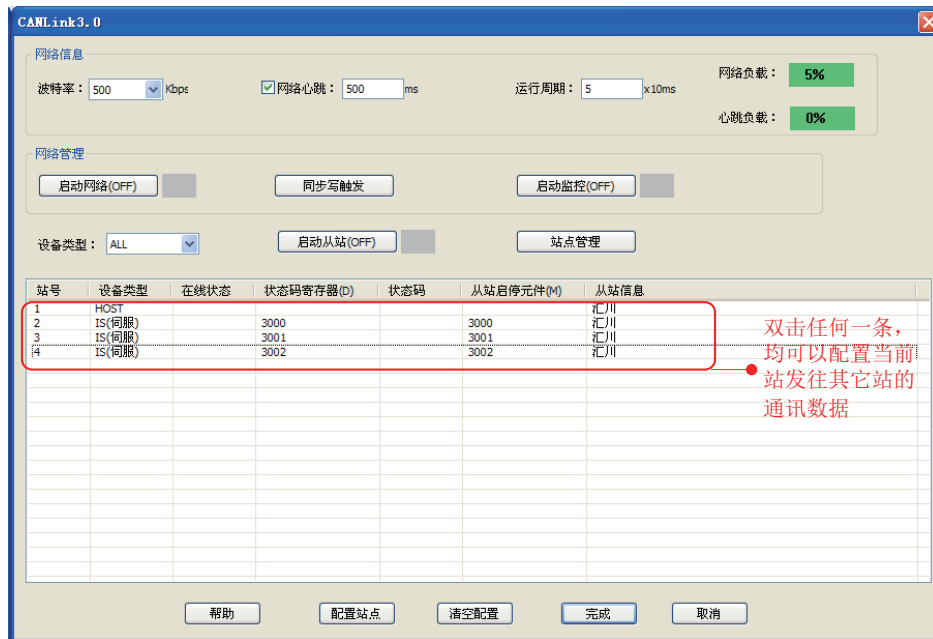 CANLink3.0
网络信息
波特率： 500 Kbps 网络心跳： 500 ms 运行周期： 5 x10ms 网络负载： 5%
心跳负载： 0%
网络管理
启动网络(OFF) 同步写触发 启动监控(OFF)
设备类型： ALL 启动从站(OFF) 站点管理
站号 设备类型 在线状态 状态码寄存器(D) 状态码 从站启停元件(M) 从站信息
1 HOST 汇川
2 IS(伺服) 3000 3000 汇川
3 IS(伺服) 3001 3001 汇川
4 IS(伺服) 3002 3002 汇川
双击任何一条，
均可以配置当前
站发往其它站的
通讯数据
帮助 配置站点 清空配置 完成 取消